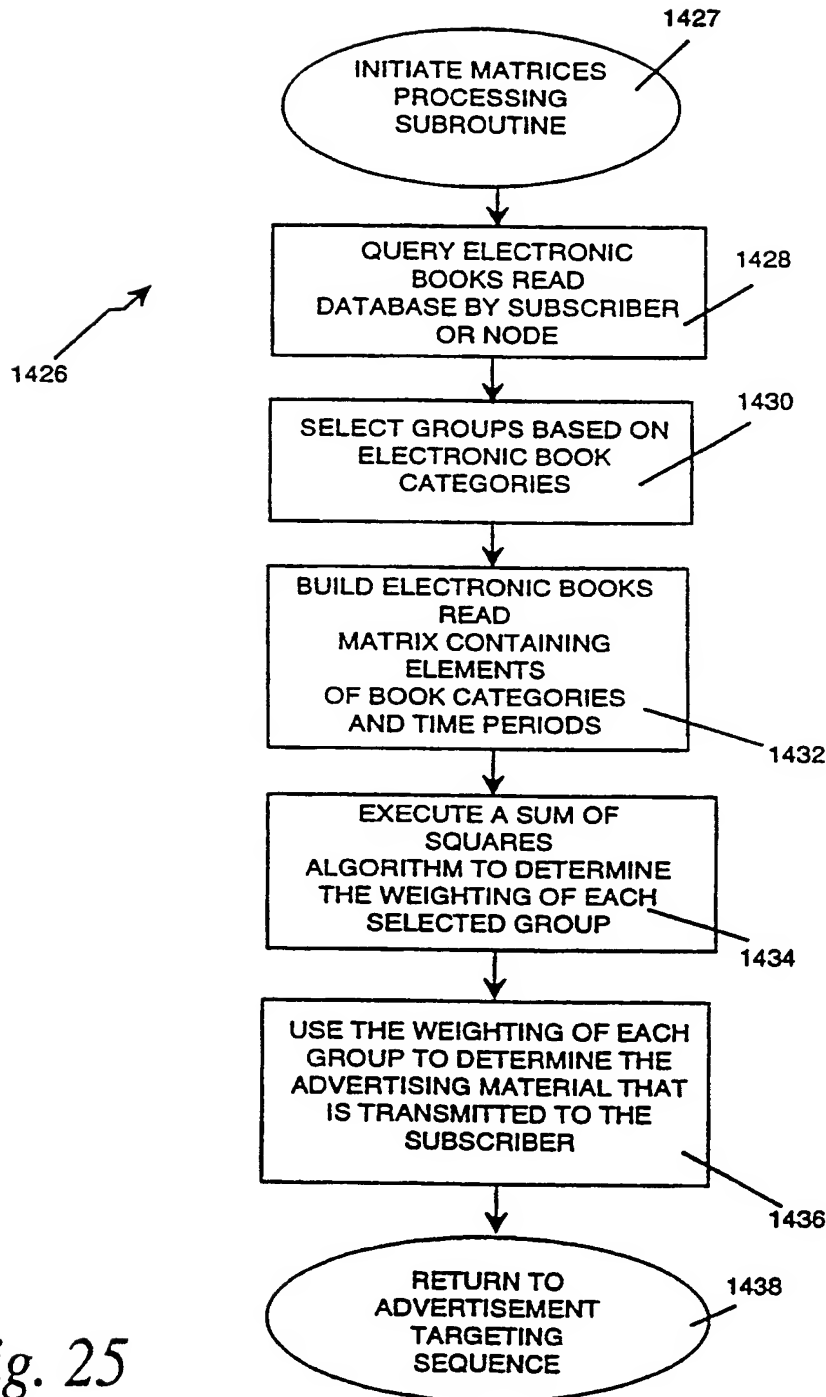 1427
INITIATE MATRICES
PROCESSING
SUBROUTINE
QUERY ELECTRONIC
BOOKS READ
DATABASE BY SUBSCRIBER
OR NODE
1428
1426
1430
SELECT GROUPS BASED ON
ELECTRONIC BOOK
CATEGORIES
BUILD ELECTRONIC BOOKS
READ
MATRIX CONTAINING
ELEMENTS
OF BOOK CATEGORIES
AND TIME PERIODS
1432
EXECUTE A SUM OF
SQUARES
ALGORITHM TO DETERMINE
THE WEIGHTING OF EACH
SELECTED GROUP
1434
USE THE WEIGHTING OF EACH
GROUP TO DETERMINE THE
ADVERTISING MATERIAL THAT
IS TRANSMITTED TO THE
SUBSCRIBER
1436
RETURN TO
ADVERTISEMENT
TARGETING
SEQUENCE
1438
g. 25